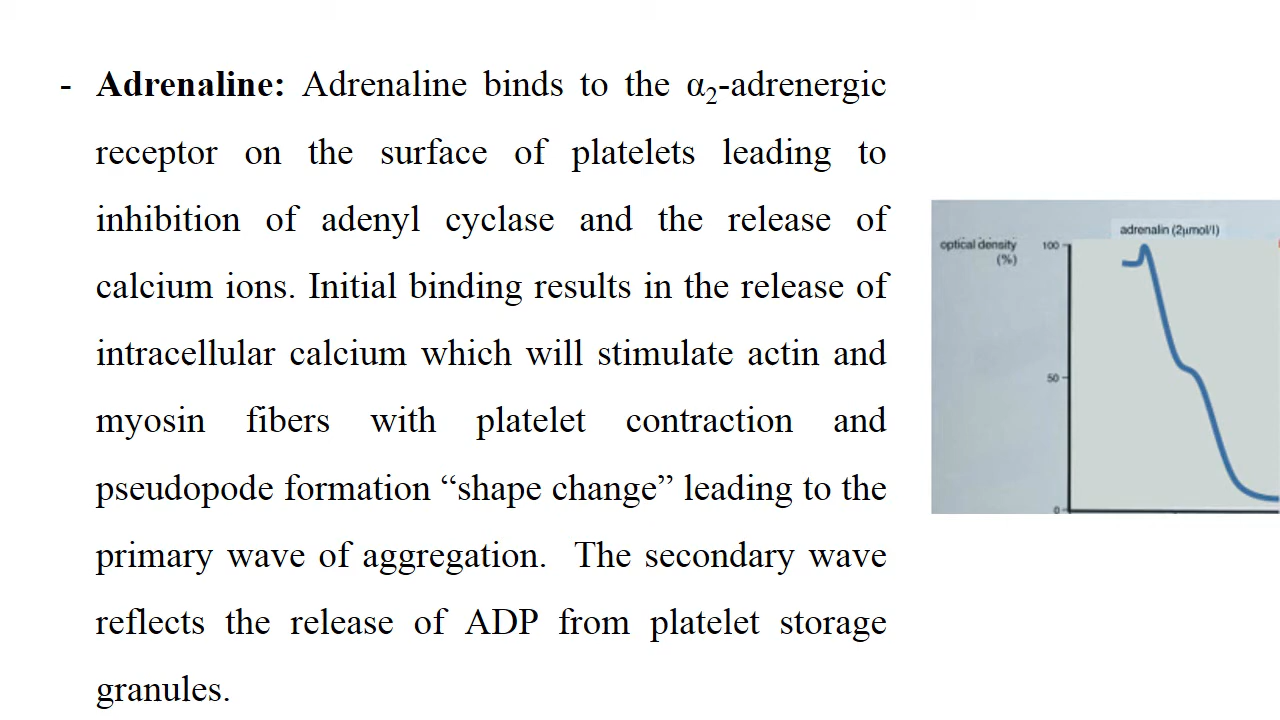 - Adrenaline: Adrenaline binds to the α2-adrenergic
receptor on the surface of platelets leading to
inhibition of adenyl cyclase and the release of
calcium ions. Initial binding results in the release of
intracellular calcium which will stimulate actin and
myosin fibers with platelet contraction and
pseudopode formation “shape change” leading to the
primary wave of aggregation. The secondary wave
reflects the release of ADP from platelet storage
granules.
adrenalin (2µmol/l)
optical density
(%)
100
50
0